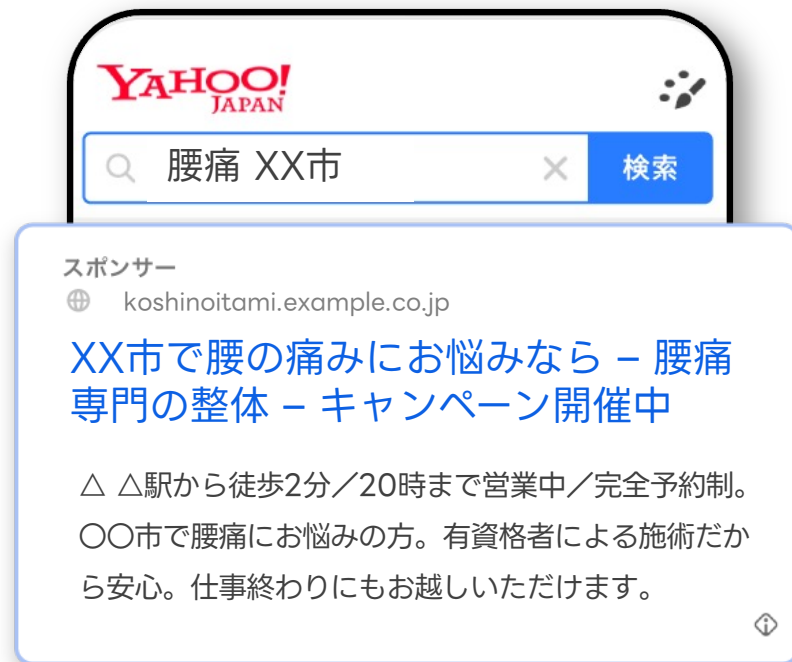 YAHOO!
JAPAN
腰痛 XX市
検索
スポンサー
koshinoitami.example.co.jp
XX市で腰の痛みにお悩みなら – 腰痛
専門の整体 – キャンペーン開催中
△ △駅から徒歩2分／20時まで営業中／完全予約制。
〇〇市で腰痛にお悩みの方。有資格者による施術だか
ら安心。仕事終わりにもお越しいただけます。